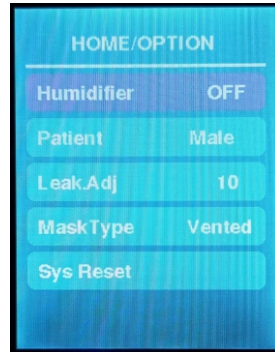 HOME/OPTION
Humidifier OFF
Patient Male
Leak.Adj 10
MaskType Vented
Sys Reset